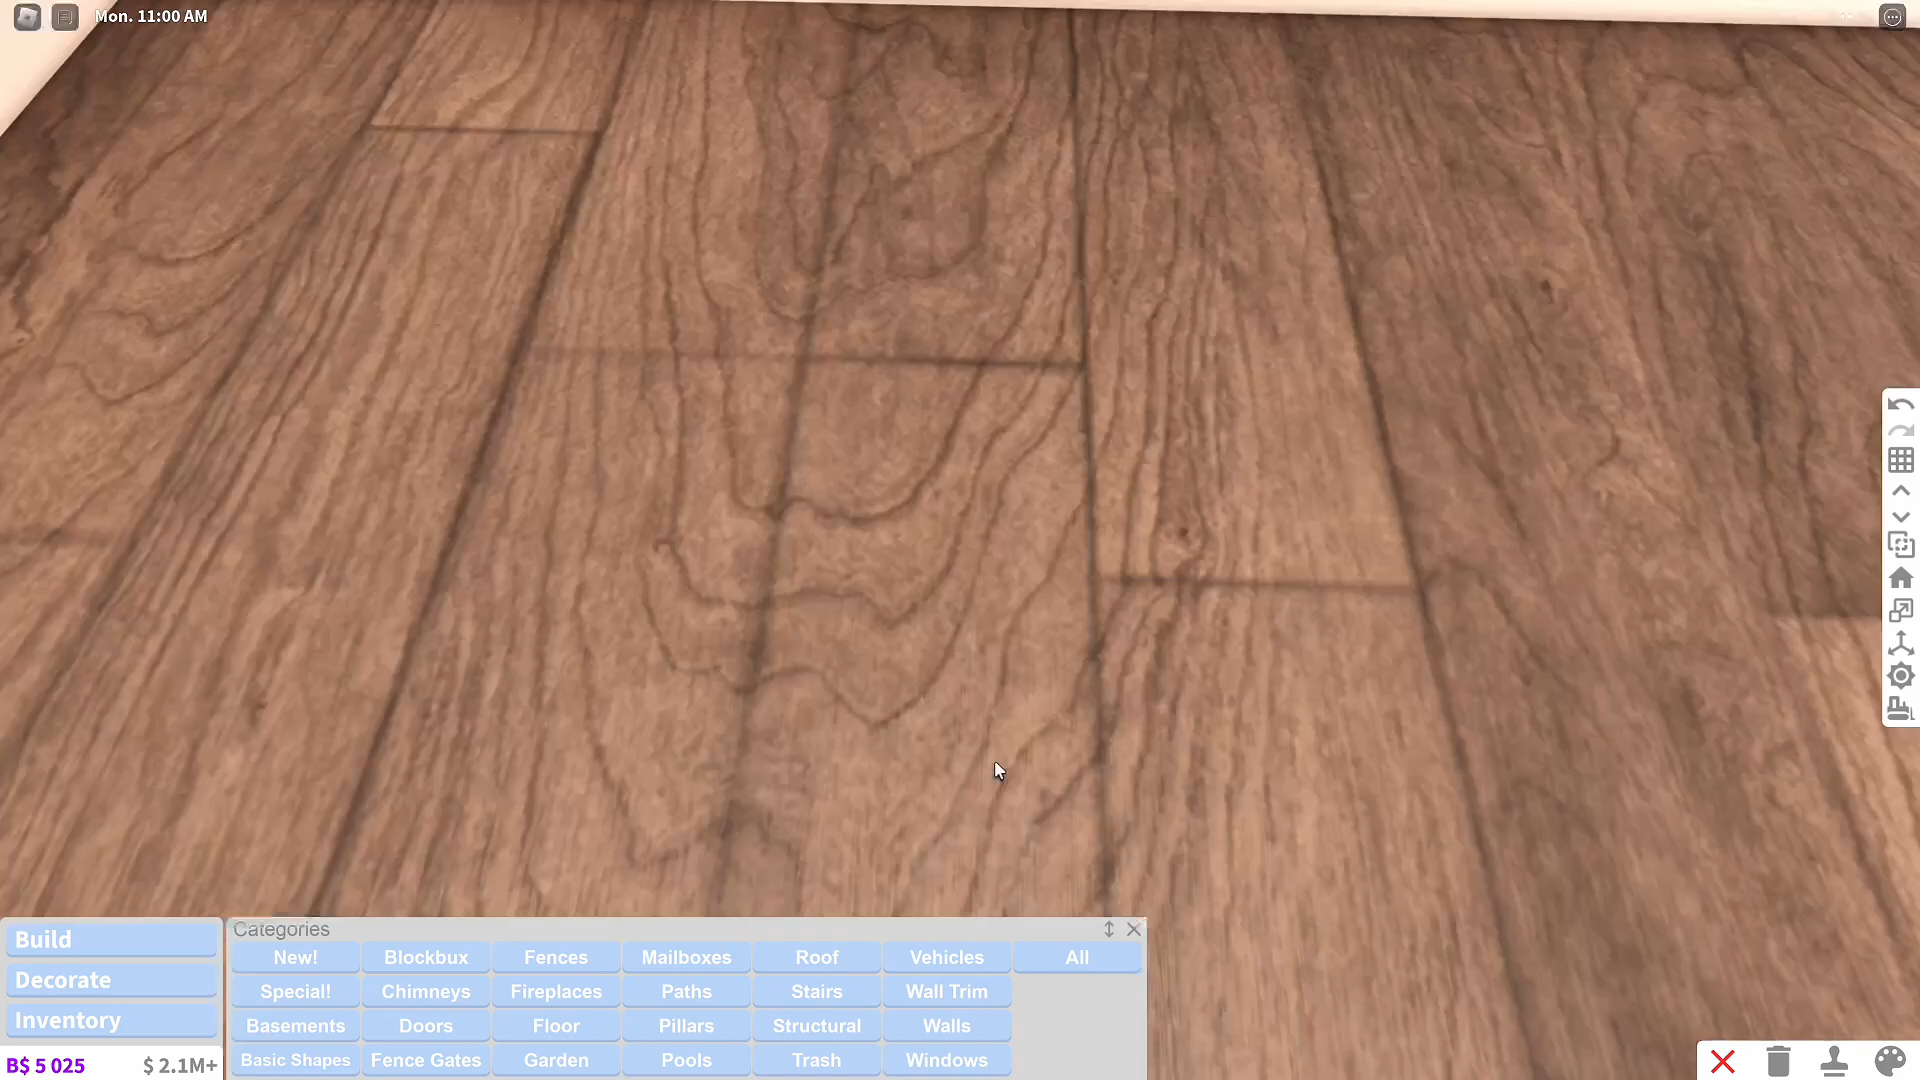 Mon. 11:00 AM
Build
Decorate
Inventory
B$ 5 025 $ 2.1M+
Categories
New! Blockbux Fences Mailboxes Roof Vehicles All
Special! Chimneys Fireplaces Paths Stairs Wall Trim
Basements Doors Floor Pillars Structural Walls
Basic Shapes Fence Gates Garden Pools Trash Windows